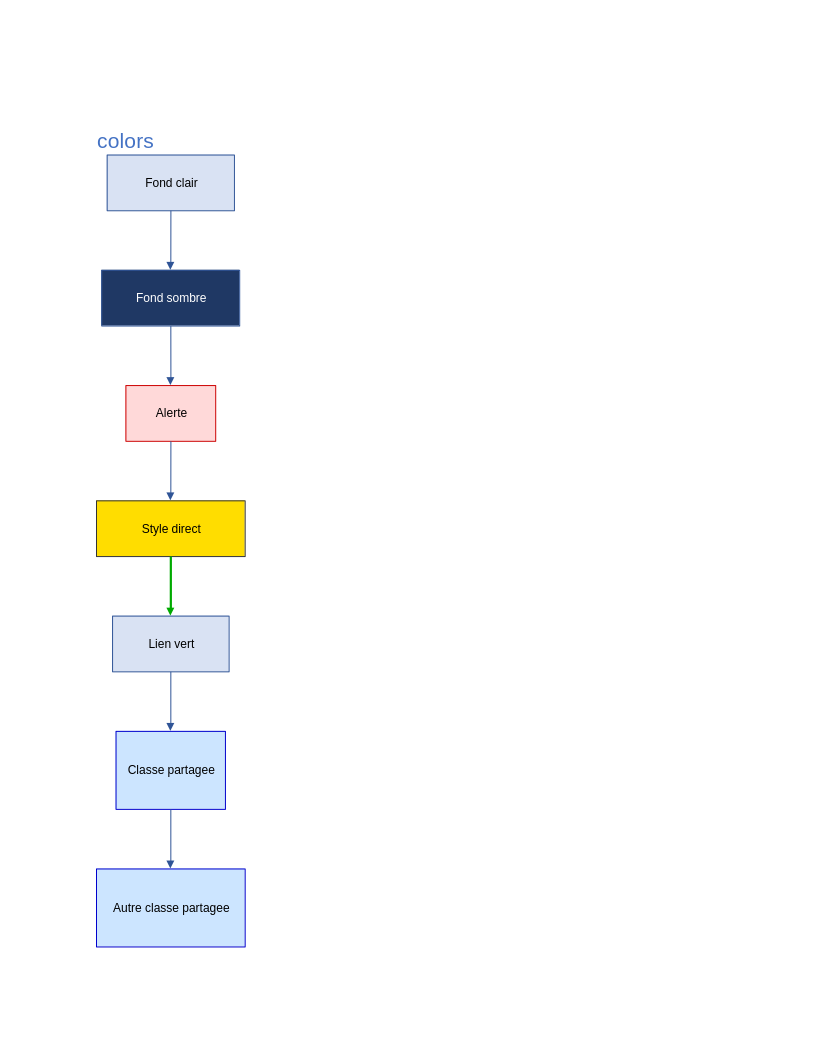 colors
Fond clair
Fond sombre
Alerte
Style direct
Lien vert
Classe partagee
Autre classe partagee